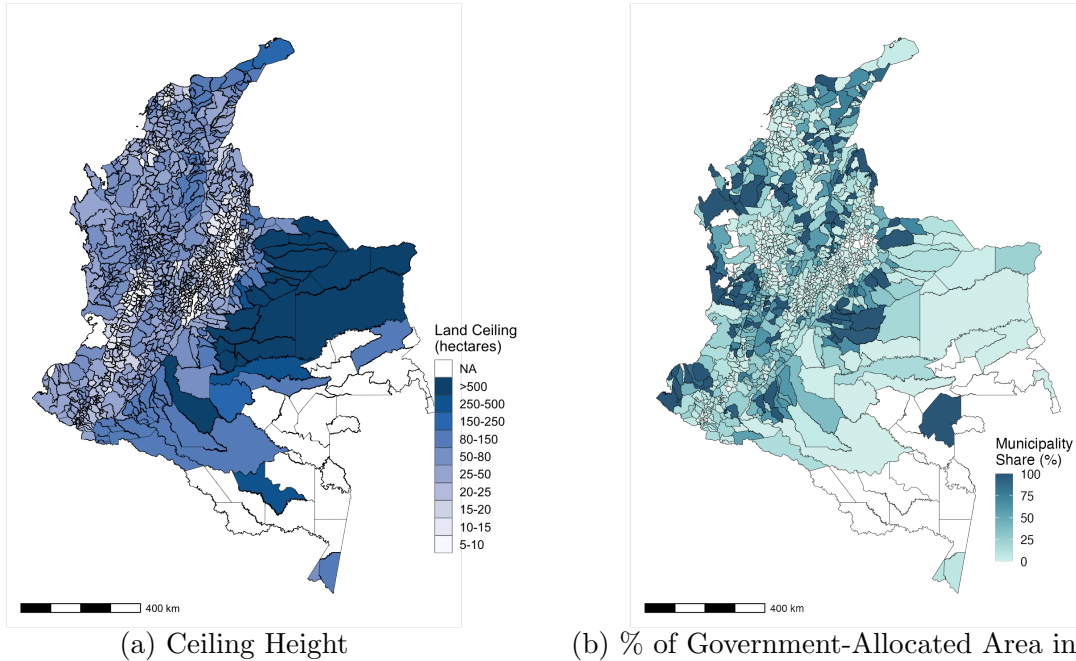 Land Ceiling
(hectares)
NA
>500
250-500
150-250
80-150
50-80
25-50
20-25
15-20
10-15
5-10
400 km
(a) Ceiling Height
Municipality
Share (%)
100
75
50
25
0
400 km
(b) % of Government-Allocated Area in